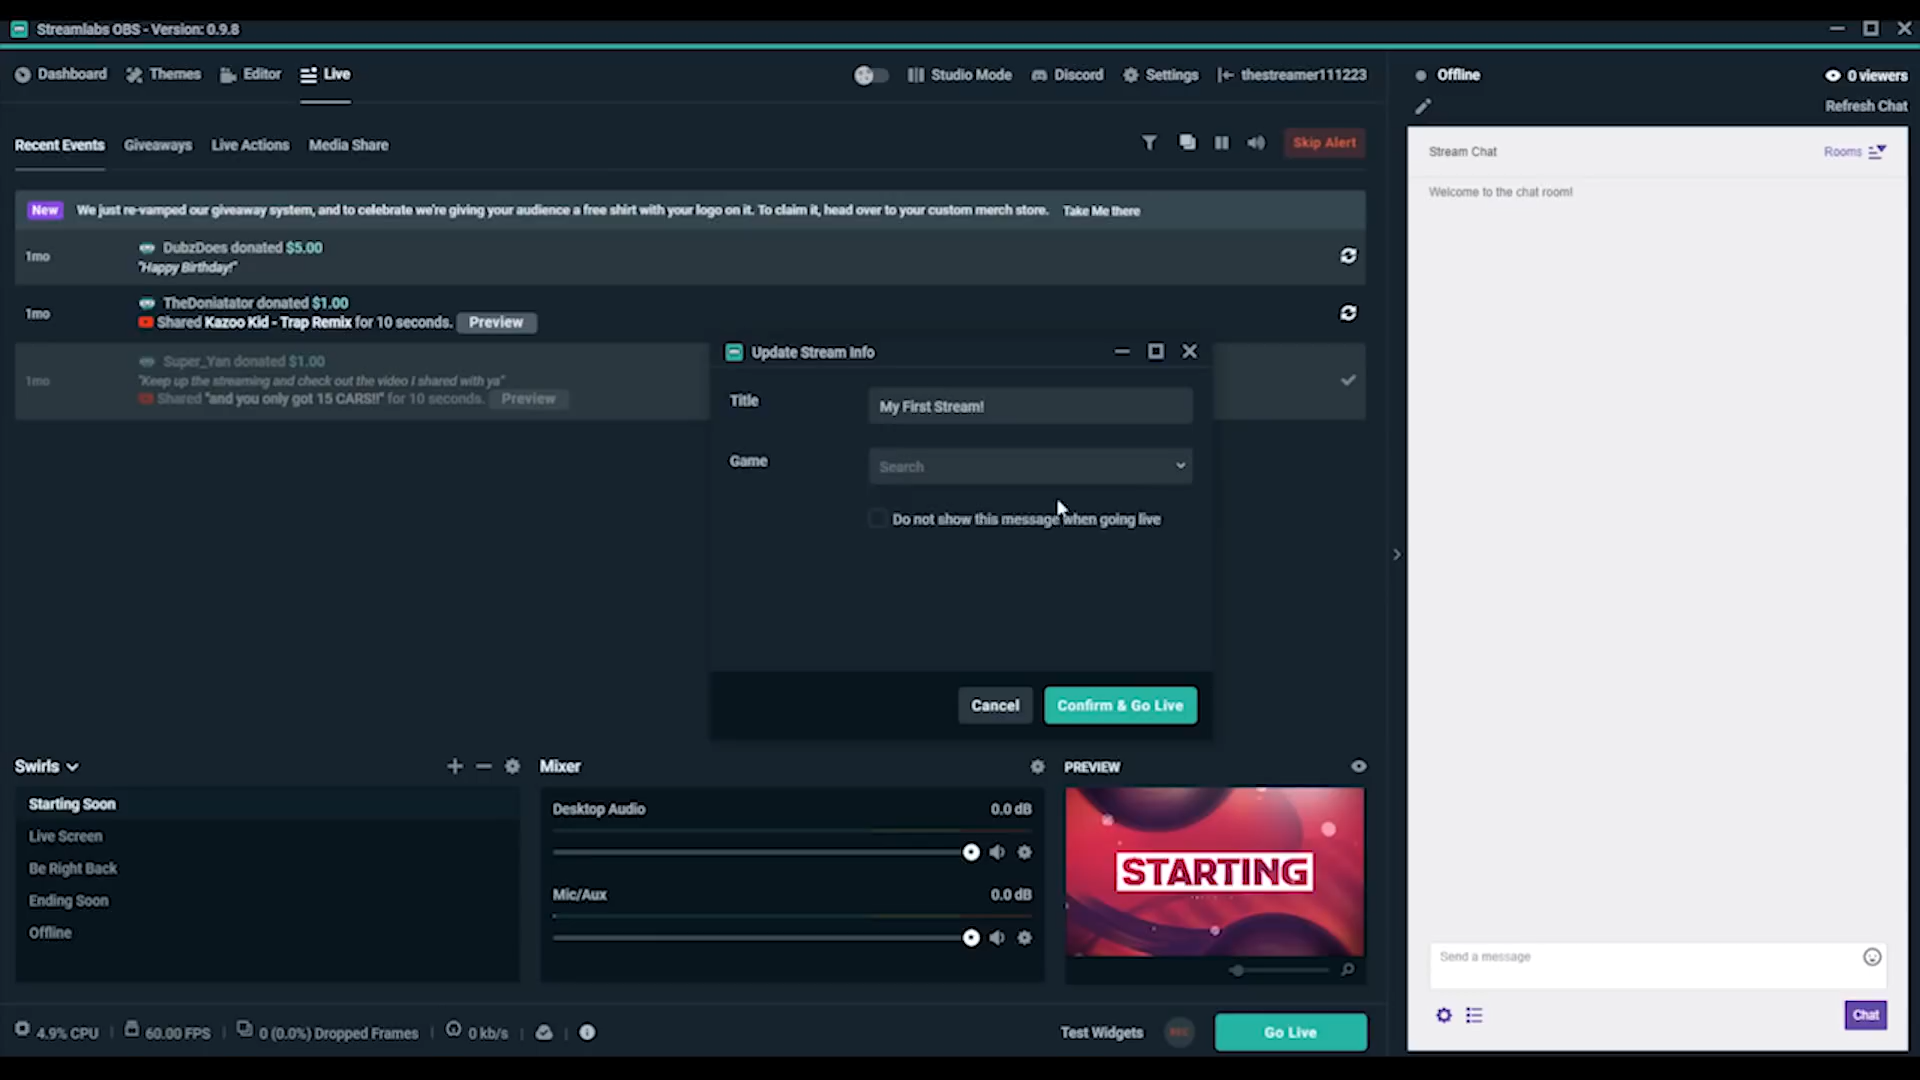 Streamlabs OBS - Version: 0.9.8
Dashboard Themes Editor Live Studio Mode Discord Settings thestreamer111223
Offline 0 viewers
Refresh Chat
Recent Events Giveaways Live Actions Media Share Skip Alert
Stream Chat Rooms
Welcome to the chat room!
New We just re-vamped our giveaway system, and to celebrate we're giving your audience a free shirt with your logo on it. To claim it, head over to your custom merch store. Take Me there
1mo DubzDoes donated $5.00
"Happy Birthday!"
1mo TheDoniatator donated $1.00
Shared Kazoo Kid - Trap Remix for 10 seconds. Preview
1mo Super_Yan donated $1.00
"Keep up the streaming and check out the video I shared with ya"
Shared "and you only got 15 CARS!!" for 10 seconds. Preview
Update Stream Info
Title My First Stream!
Game Search
Do not show this message when going live
Cancel Confirm & Go Live
Swirls
Starting Soon
Live Screen
Be Right Back
Ending Soon
Offline
Mixer
Desktop Audio 0.0 dB
Mic/Aux 0.0 dB
PREVIEW
STARTING
Send a message
Chat
4.9% CPU 60.00 FPS 0 (0.0%) Dropped Frames 0 kb/s Test Widgets REC Go Live